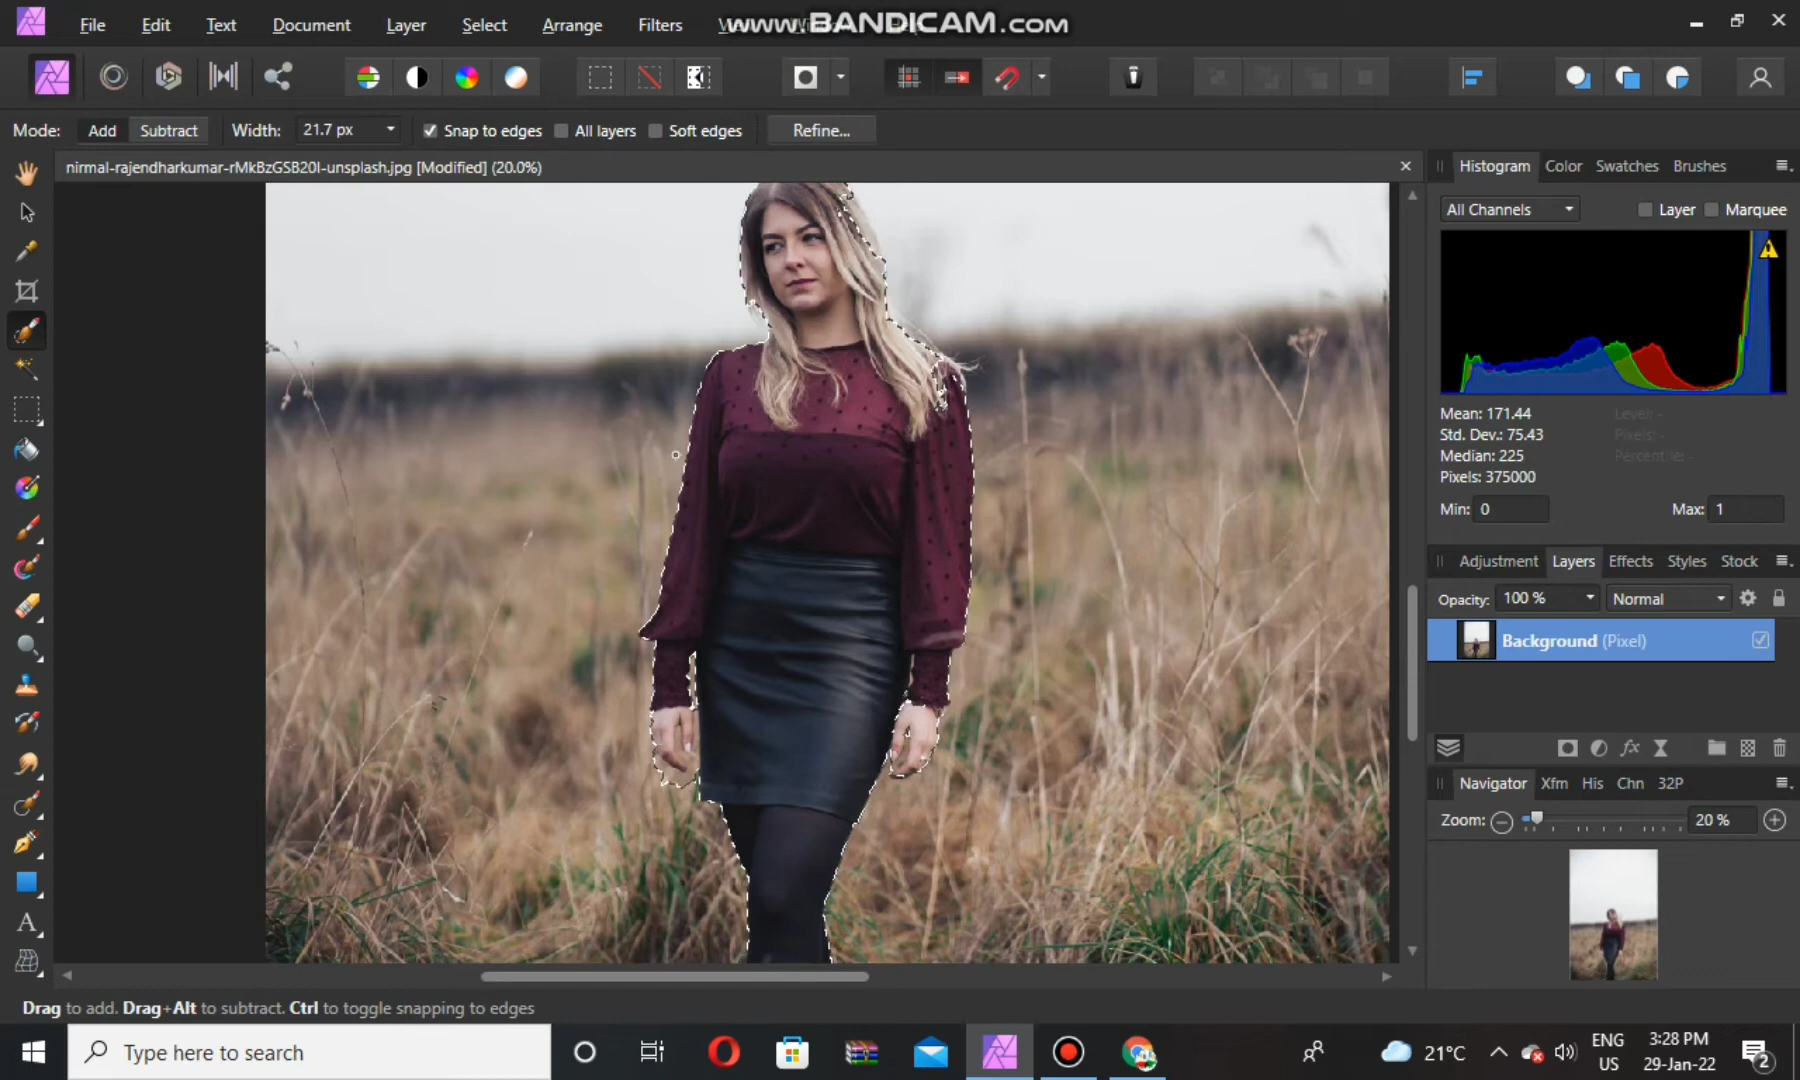 File Edit Text Document Layer Select Arrange Filters
www.BANDICAM.com
Mode: Add Subtract Width: 21.7 px Snap to edges All layers Soft edges Refine...
nirmal-rajendharkumar-rMkBzGSB20I-unsplash.jpg [Modified] (20.0%)
Histogram Color Swatches Brushes
All Channels Layer Marquee
Mean: 171.44 Level: -
Std. Dev.: 75.43 Pixels: -
Median: 225 Percentile: -
Pixels: 375000
Min: 0 Max: 1
Adjustment Layers Effects Styles Stock
Opacity: 100 % Normal
Background (Pixel)
fx
Navigator Xfm His Chn 32P
Zoom: 20 %
A
Drag to add. Drag+Alt to subtract. Ctrl to toggle snapping to edges
Type here to search
21°C
ENG
US
3:28 PM
29-Jan-22
2